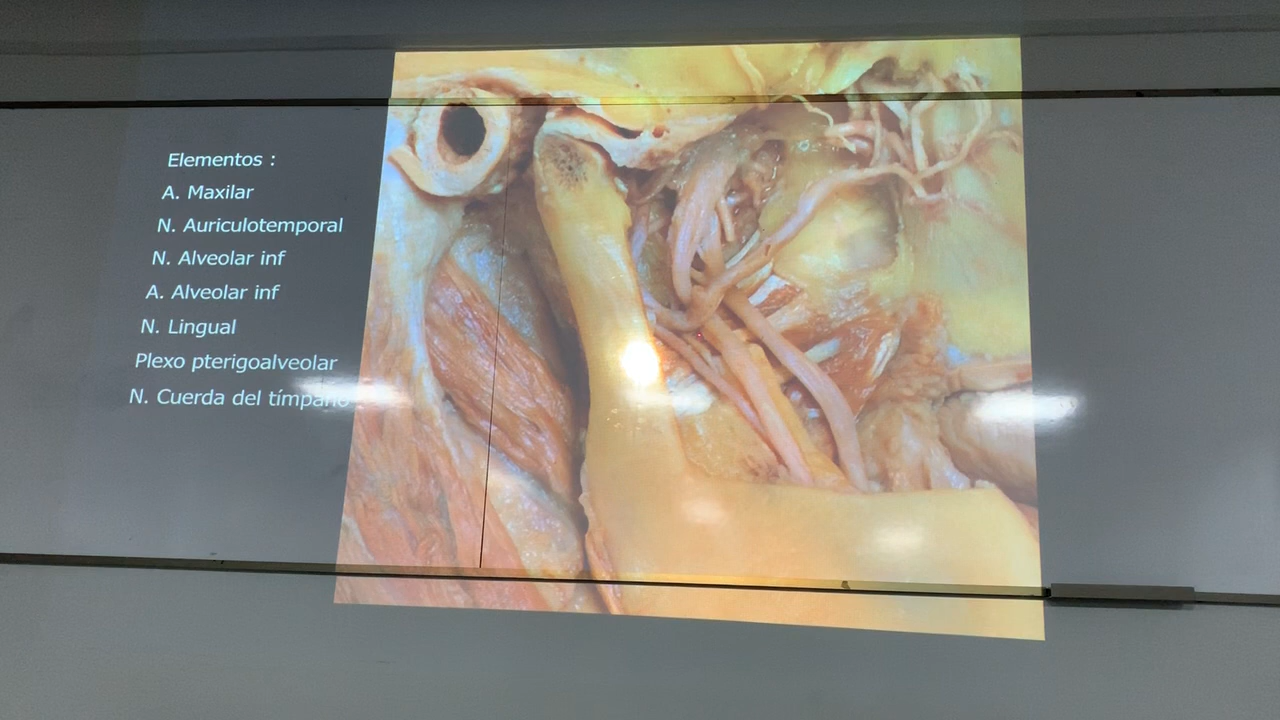 Elementos :
A. Maxilar
N. Auriculotemporal
N. Alveolar inf
A. Alveolar inf
N. Lingual
Plexo pterigoalveolar
N. Cuerda del tímpano